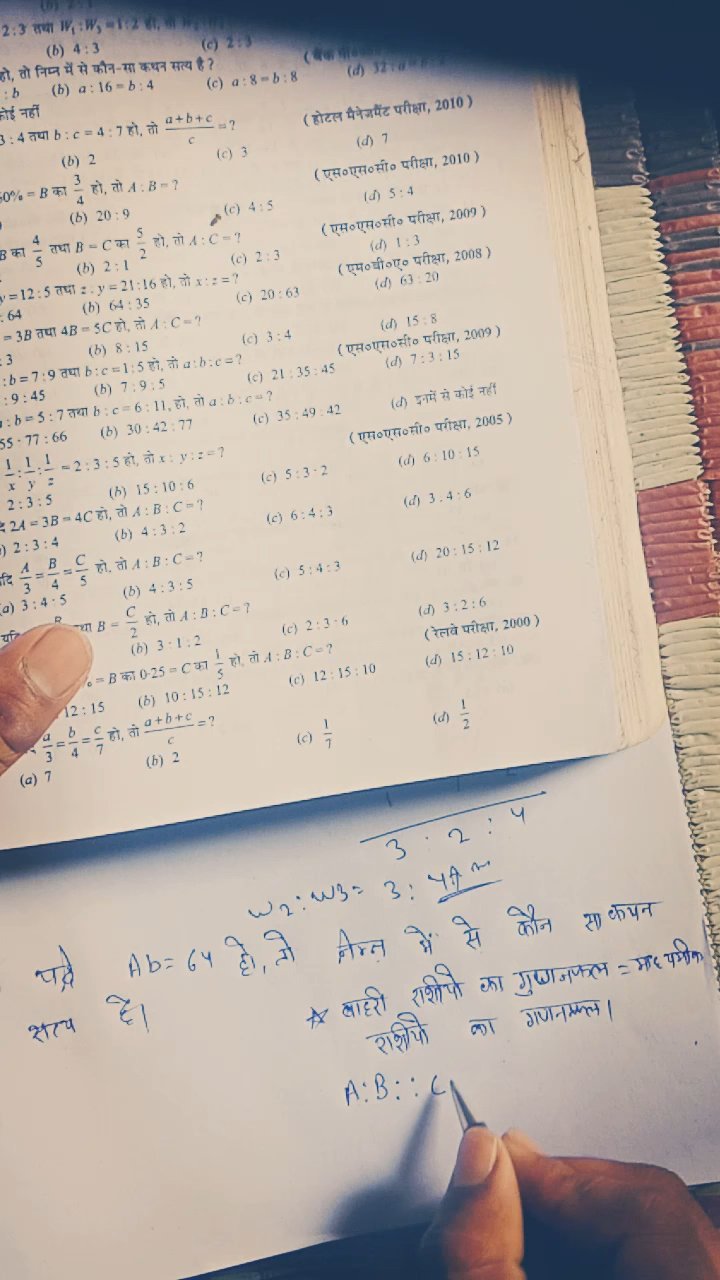 2 : 3 तथा W₁ : W₃ = 1 : 2 हो, तो
(b) 4 : 3 (c) 2 : 3
हो, तो निम्न में से कौन-सा कथन सत्य है ?
: b (b) a : 16 = b : 4 (c) a : 8 = b : 8 (d) 32 :
कोई नहीं
3 : 4 तथा b : c = 4 : 7 हो, तो (a+b+c)/c = ? (होटल मैनेजमैंट परीक्षा, 2010)
(b) 2 (c) 3 (d) 7
50% = B का 3/4 हो, तो A : B = ? (एस०एस०सी० परीक्षा, 2010)
(b) 20 : 9 (c) 4 : 5 (d) 5 : 4
B का 4/5 तथा B = C का 5/2 हो, तो A : C = ? (एस०एस०सी० परीक्षा, 2009)
(b) 2 : 1 (c) 2 : 3 (d) 1 : 3
y = 12 : 5 तथा z : y = 21 : 16 हो, तो x : z = ? (एम०बी०ए० परीक्षा, 2008)
: 64 (b) 64 : 35 (c) 20 : 63 (d) 63 : 20
= 3B तथा 4B = 5C हो, तो A : C = ?
: 3 (b) 8 : 15 (c) 3 : 4 (d) 15 : 8
: b = 7 : 9 तथा b : c = 1 : 5 हो, तो a : b : c = ? (एस०एस०सी० परीक्षा, 2009)
: 9 : 45 (b) 7 : 9 : 5 (c) 21 : 35 : 45 (d) 7 : 3 : 15
: b = 5 : 7 तथा b : c = 6 : 11, हो, तो a : b : c = ?
55 : 77 : 66 (b) 30 : 42 : 77 (c) 35 : 49 : 42 (d) इनमें से कोई नहीं
1/x : 1/y : 1/z = 2 : 3 : 5 हो, तो x : y : z = ? (एस०एस०सी० परीक्षा, 2005)
2 : 3 : 5 (b) 15 : 10 : 6 (c) 5 : 3 : 2 (d) 6 : 10 : 15
2A = 3B = 4C हो, तो A : B : C = ?
) 2 : 3 : 4 (b) 4 : 3 : 2 (c) 6 : 4 : 3 (d) 3 : 4 : 6
यदि A/3 = B/4 = C/5 हो, तो A : B : C = ?
(a) 3 : 4 : 5 (b) 4 : 3 : 5 (c) 5 : 4 : 3 (d) 20 : 15 : 12
यदि B = C/2 हो, तो A : B : C = ?
(b) 3 : 1 : 2 (c) 2 : 3 : 6 (d) 3 : 2 : 6
% = B का 0·25 = C का 1/5 हो, तो A : B : C = ? (रेलवे परीक्षा, 2000)
12 : 15 (b) 10 : 15 : 12 (c) 12 : 15 : 10 (d) 15 : 12 : 10
a/3 = b/4 = c/7 हो, तो (a+b+c)/c = ?
(a) 7 (b) 2 (c) 1/7 (d) 1/2
3 : 2 : 4
W2 : W3 = 3 : 4
Ab = 64 हो, तो निम्न में से कौन सा कथन
सत्य है।
☆ बाहरी राशीयों का गुणनफल =
राशीयों का गणनफल।
A : B : : C